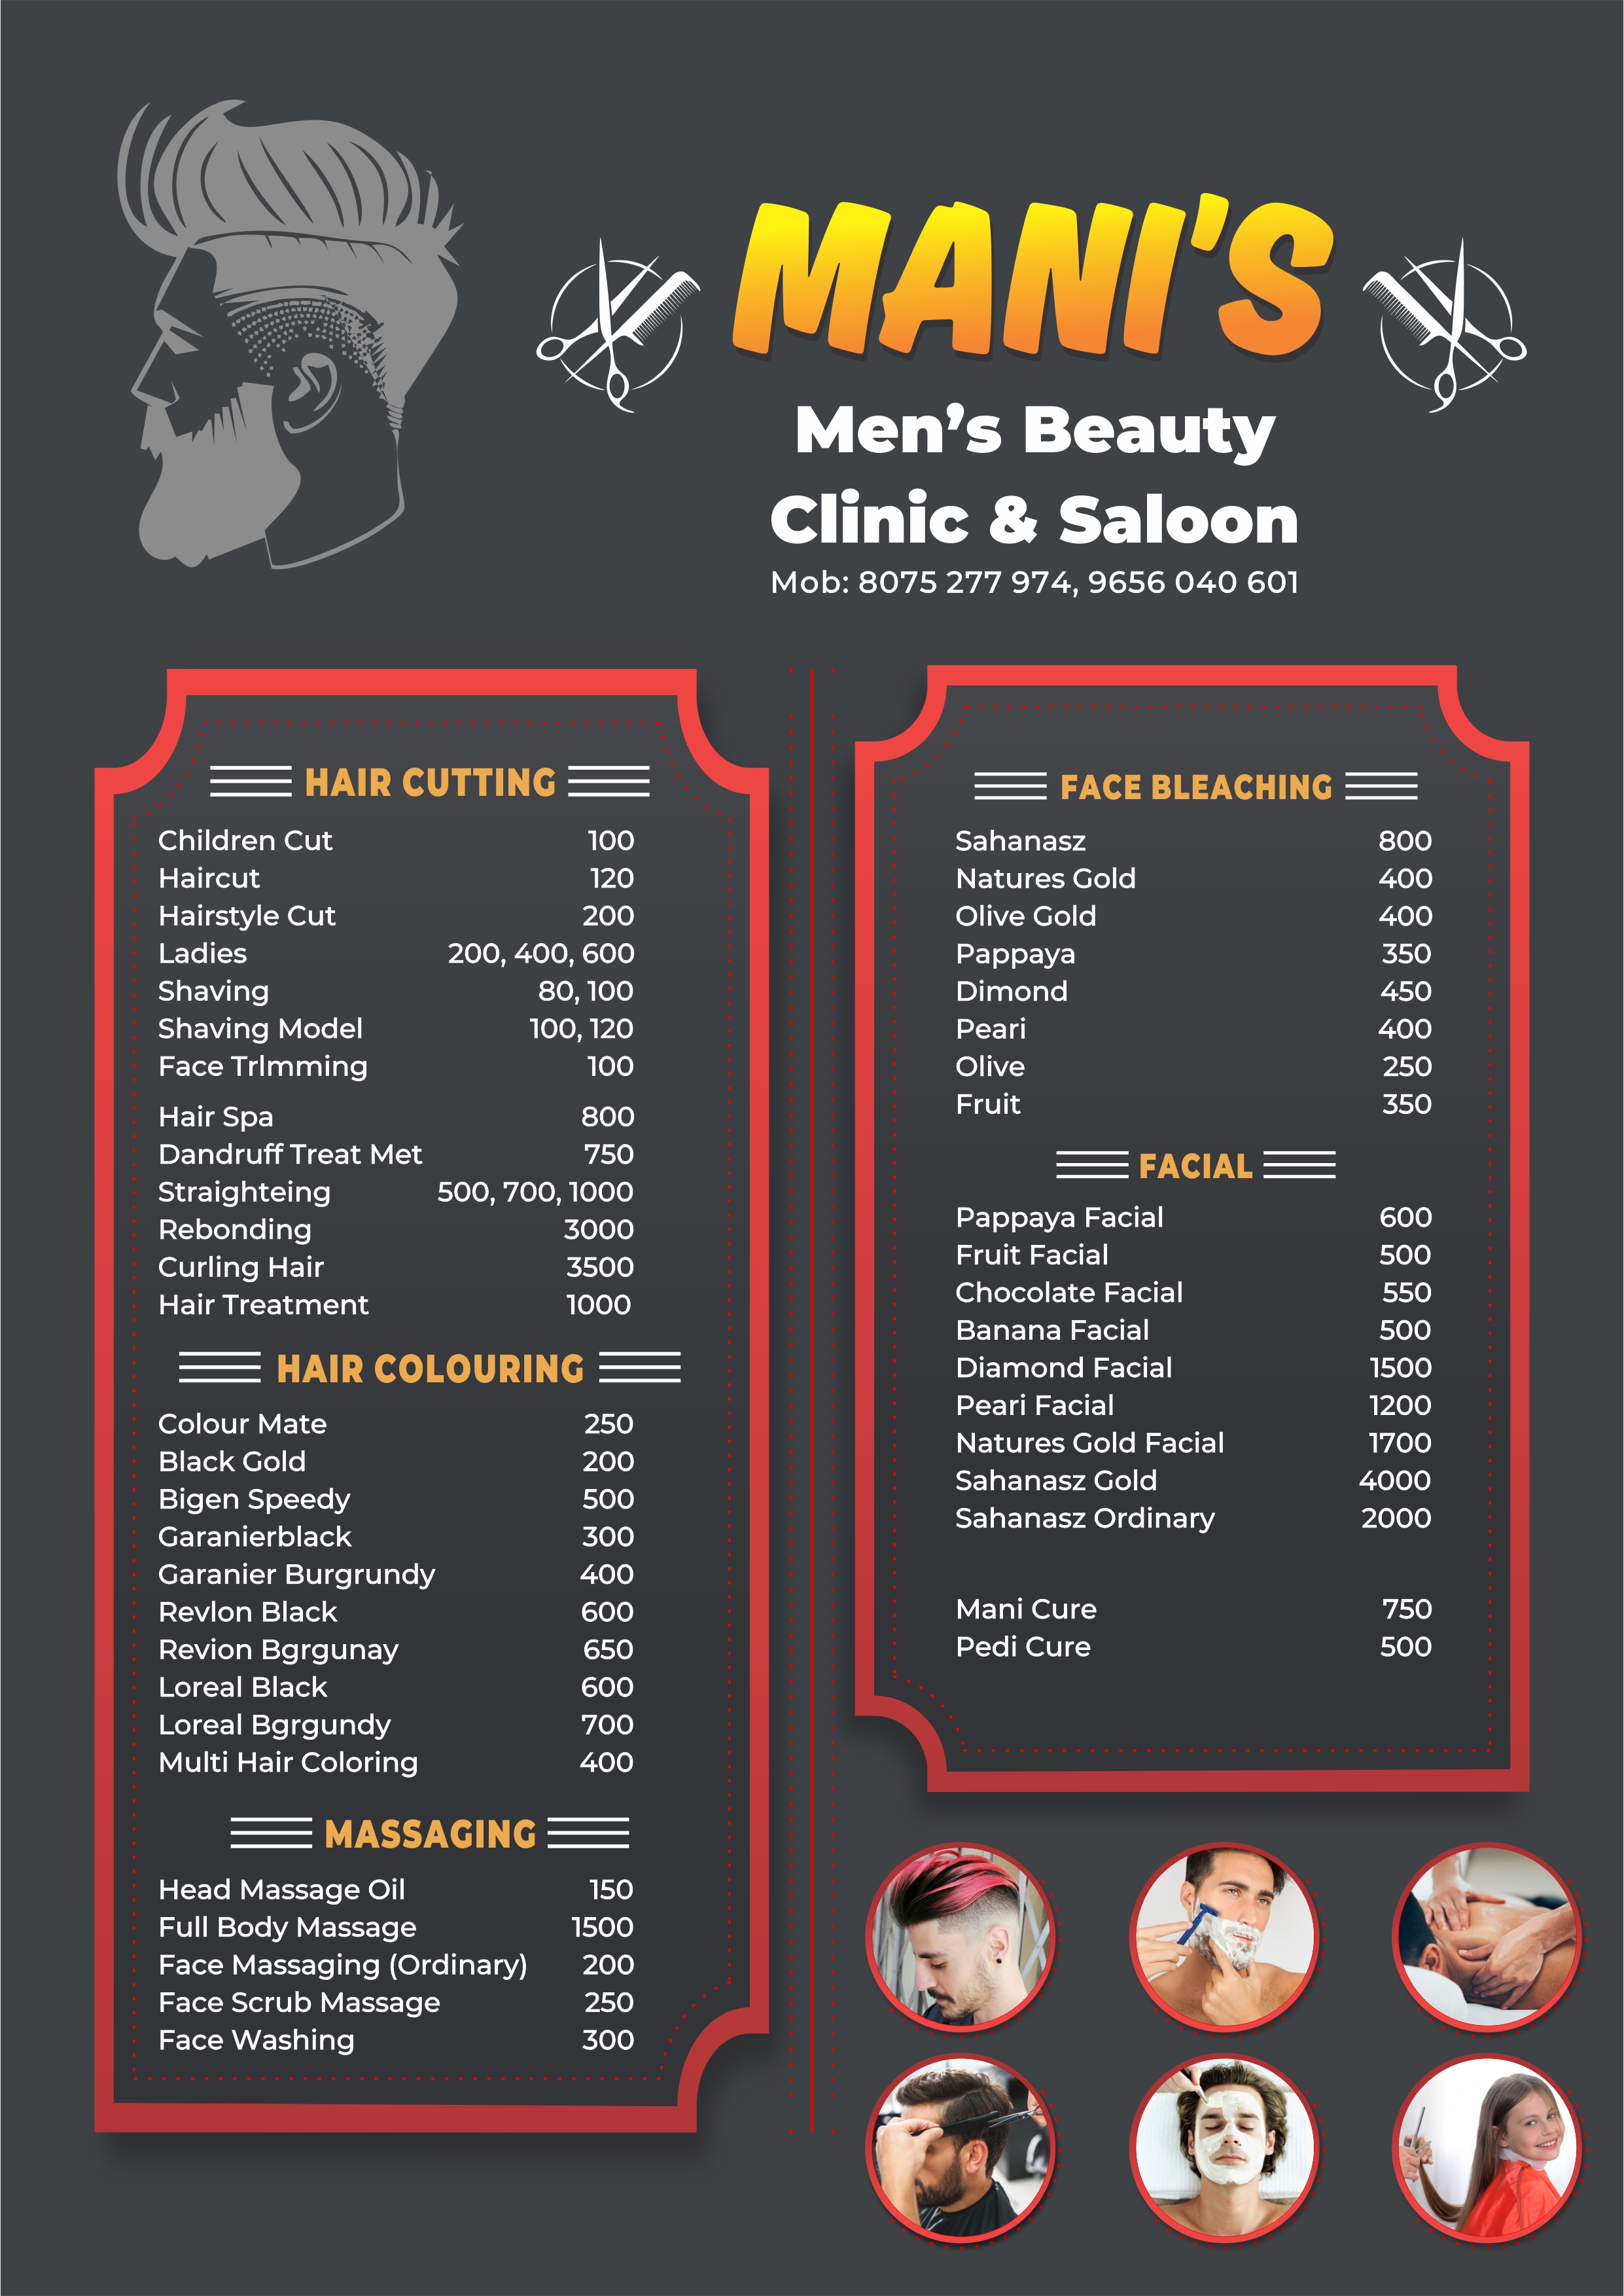 MANI'S
Men's Beauty
Clinic & Saloon
Mob: 8075 277 974, 9656 040 601
HAIR CUTTING
Children Cut 100
Haircut 120
Hairstyle Cut 200
Ladies 200, 400, 600
Shaving 80, 100
Shaving Model 100, 120
Face TrImming 100
Hair Spa 800
Dandruff Treat Met 750
Straighteing 500, 700, 1000
Rebonding 3000
Curling Hair 3500
Hair Treatment 1000
HAIR COLOURING
Colour Mate 250
Black Gold 200
Bigen Speedy 500
Garanierblack 300
Garanier Burgrundy 400
Revlon Black 600
Revion Bgrgunay 650
Loreal Black 600
Loreal Bgrgundy 700
Multi Hair Coloring 400
MASSAGING
Head Massage Oil 150
Full Body Massage 1500
Face Massaging (Ordinary) 200
Face Scrub Massage 250
Face Washing 300
FACE BLEACHING
Sahanasz 800
Natures Gold 400
Olive Gold 400
Pappaya 350
Dimond 450
Peari 400
Olive 250
Fruit 350
FACIAL
Pappaya Facial 600
Fruit Facial 500
Chocolate Facial 550
Banana Facial 500
Diamond Facial 1500
Peari Facial 1200
Natures Gold Facial 1700
Sahanasz Gold 4000
Sahanasz Ordinary 2000
Mani Cure 750
Pedi Cure 500